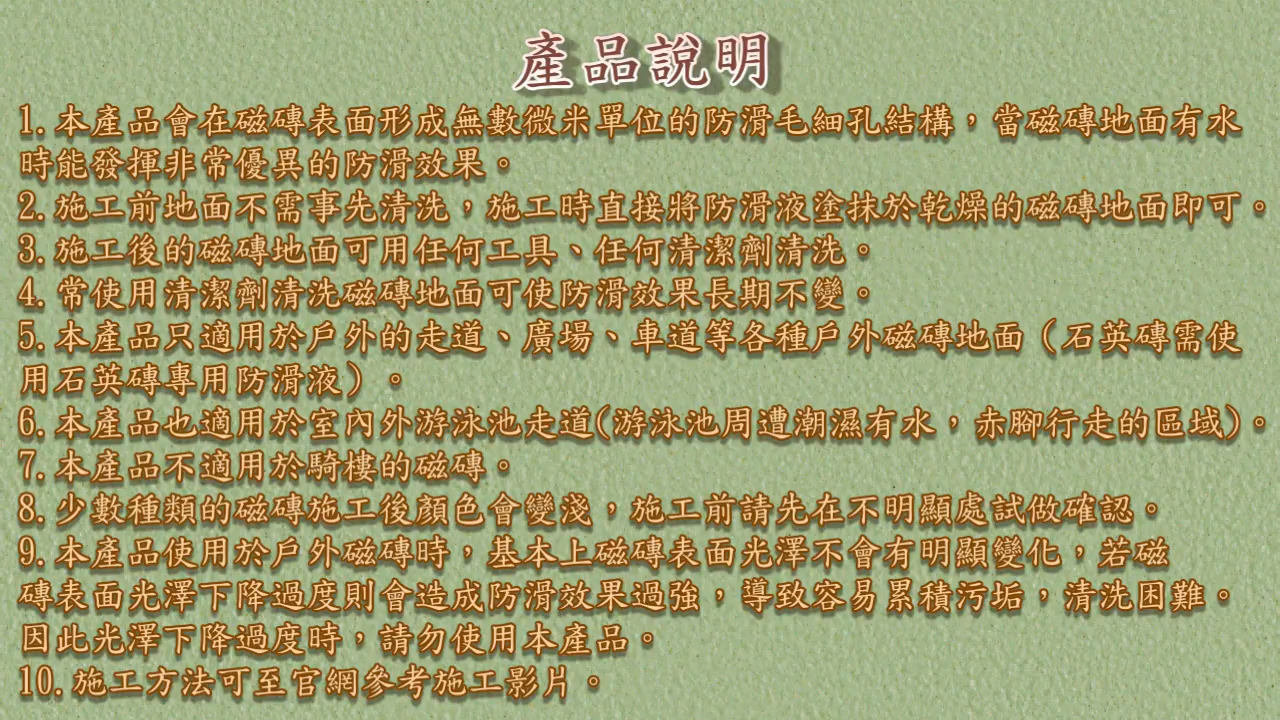 產品說明
1.本產品會在磁磚表面形成無數微米單位的防滑毛細孔結構，當磁磚地面有水
時能發揮非常優異的防滑效果。
2.施工前地面不需事先清洗，施工時直接將防滑液塗抹於乾燥的磁磚地面即可。
3.施工後的磁磚地面可用任何工具、任何清潔劑清洗。
4.常使用清潔劑清洗磁磚地面可使防滑效果長期不變。
5.本產品只適用於戶外的走道、廣場、車道等各種戶外磁磚地面（石英磚需使
用石英磚專用防滑液）。
6.本產品也適用於室內外游泳池走道(游泳池周遭潮濕有水，赤腳行走的區域)。
7.本產品不適用於騎樓的磁磚。
8.少數種類的磁磚施工後顏色會變淺，施工前請先在不明顯處試做確認。
9.本產品使用於戶外磁磚時，基本上磁磚表面光澤不會有明顯變化，若磁
磚表面光澤下降過度則會造成防滑效果過強，導致容易累積污垢，清洗困難。
因此光澤下降過度時，請勿使用本產品。
10.施工方法可至官網參考施工影片。